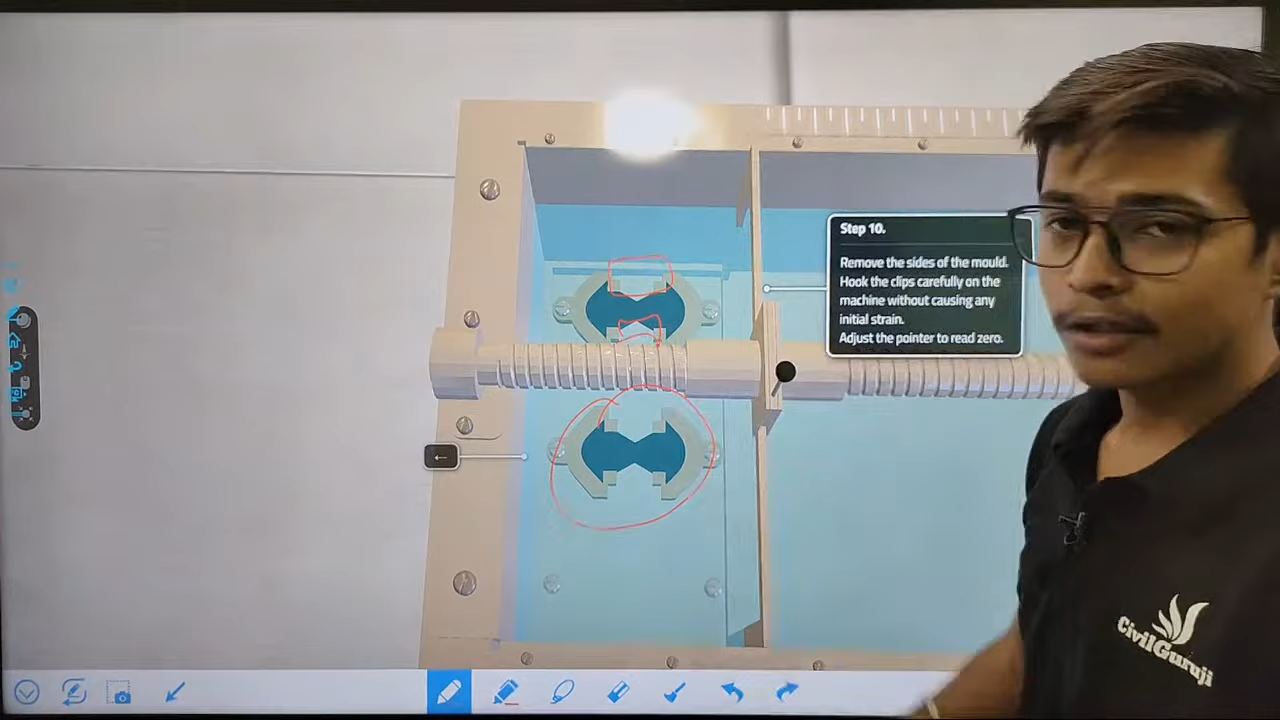 Step 10.
Remove the sides of the mould.
Hook the clips carefully on the
machine without causing any
initial strain.
Adjust the pointer to read zero.
CivilGuruji